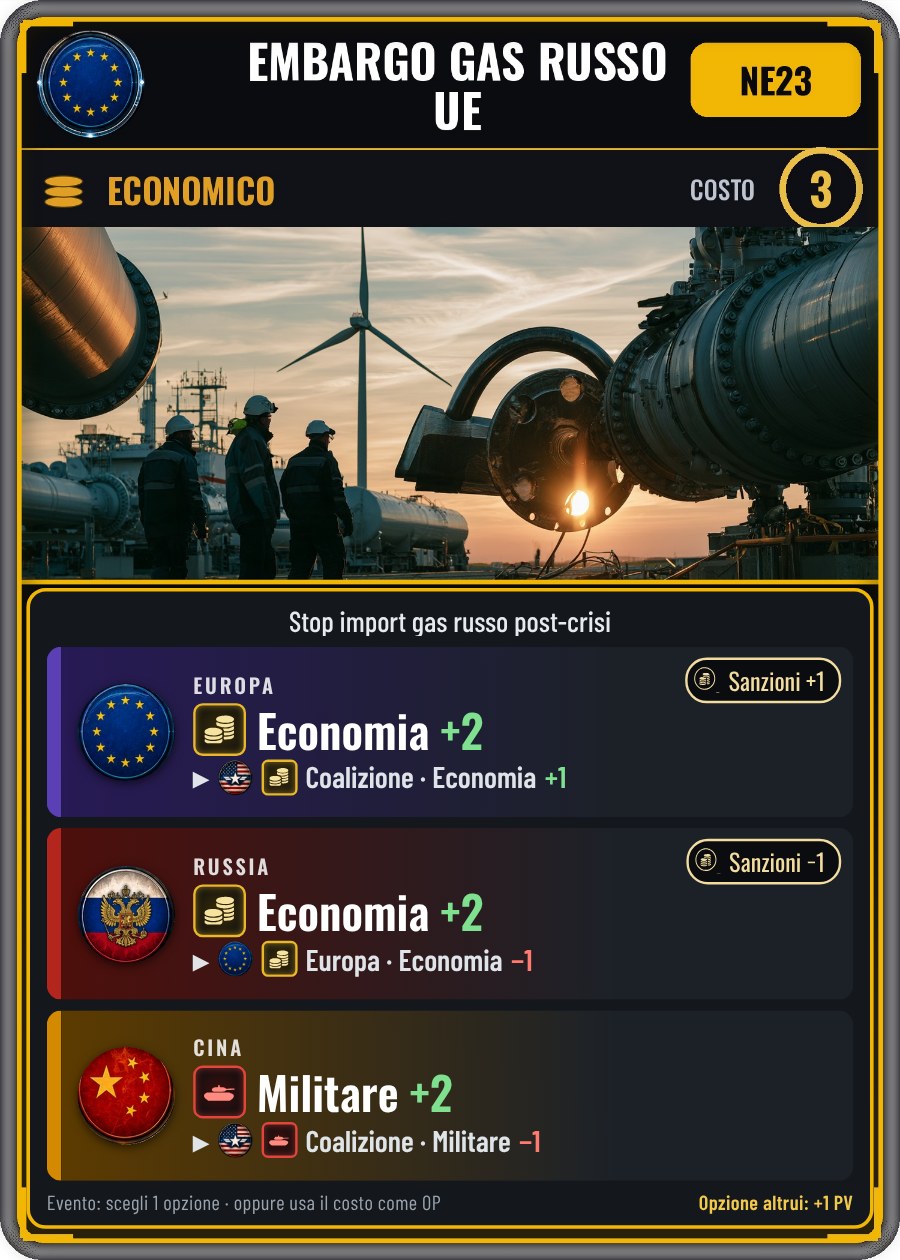 EMBARGO GAS RUSSO
UE
NE23
ECONOMICO
COSTO
3
Stop import gas russo post-crisi
EUROPA
Sanzioni +1
Economia +2
▶ Coalizione · Economia +1
RUSSIA
Sanzioni −1
Economia +2
▶ Europa · Economia −1
CINA
Militare +2
▶ Coalizione · Militare −1
Evento: scegli 1 opzione · oppure usa il costo come OP
Opzione altrui: +1 PV